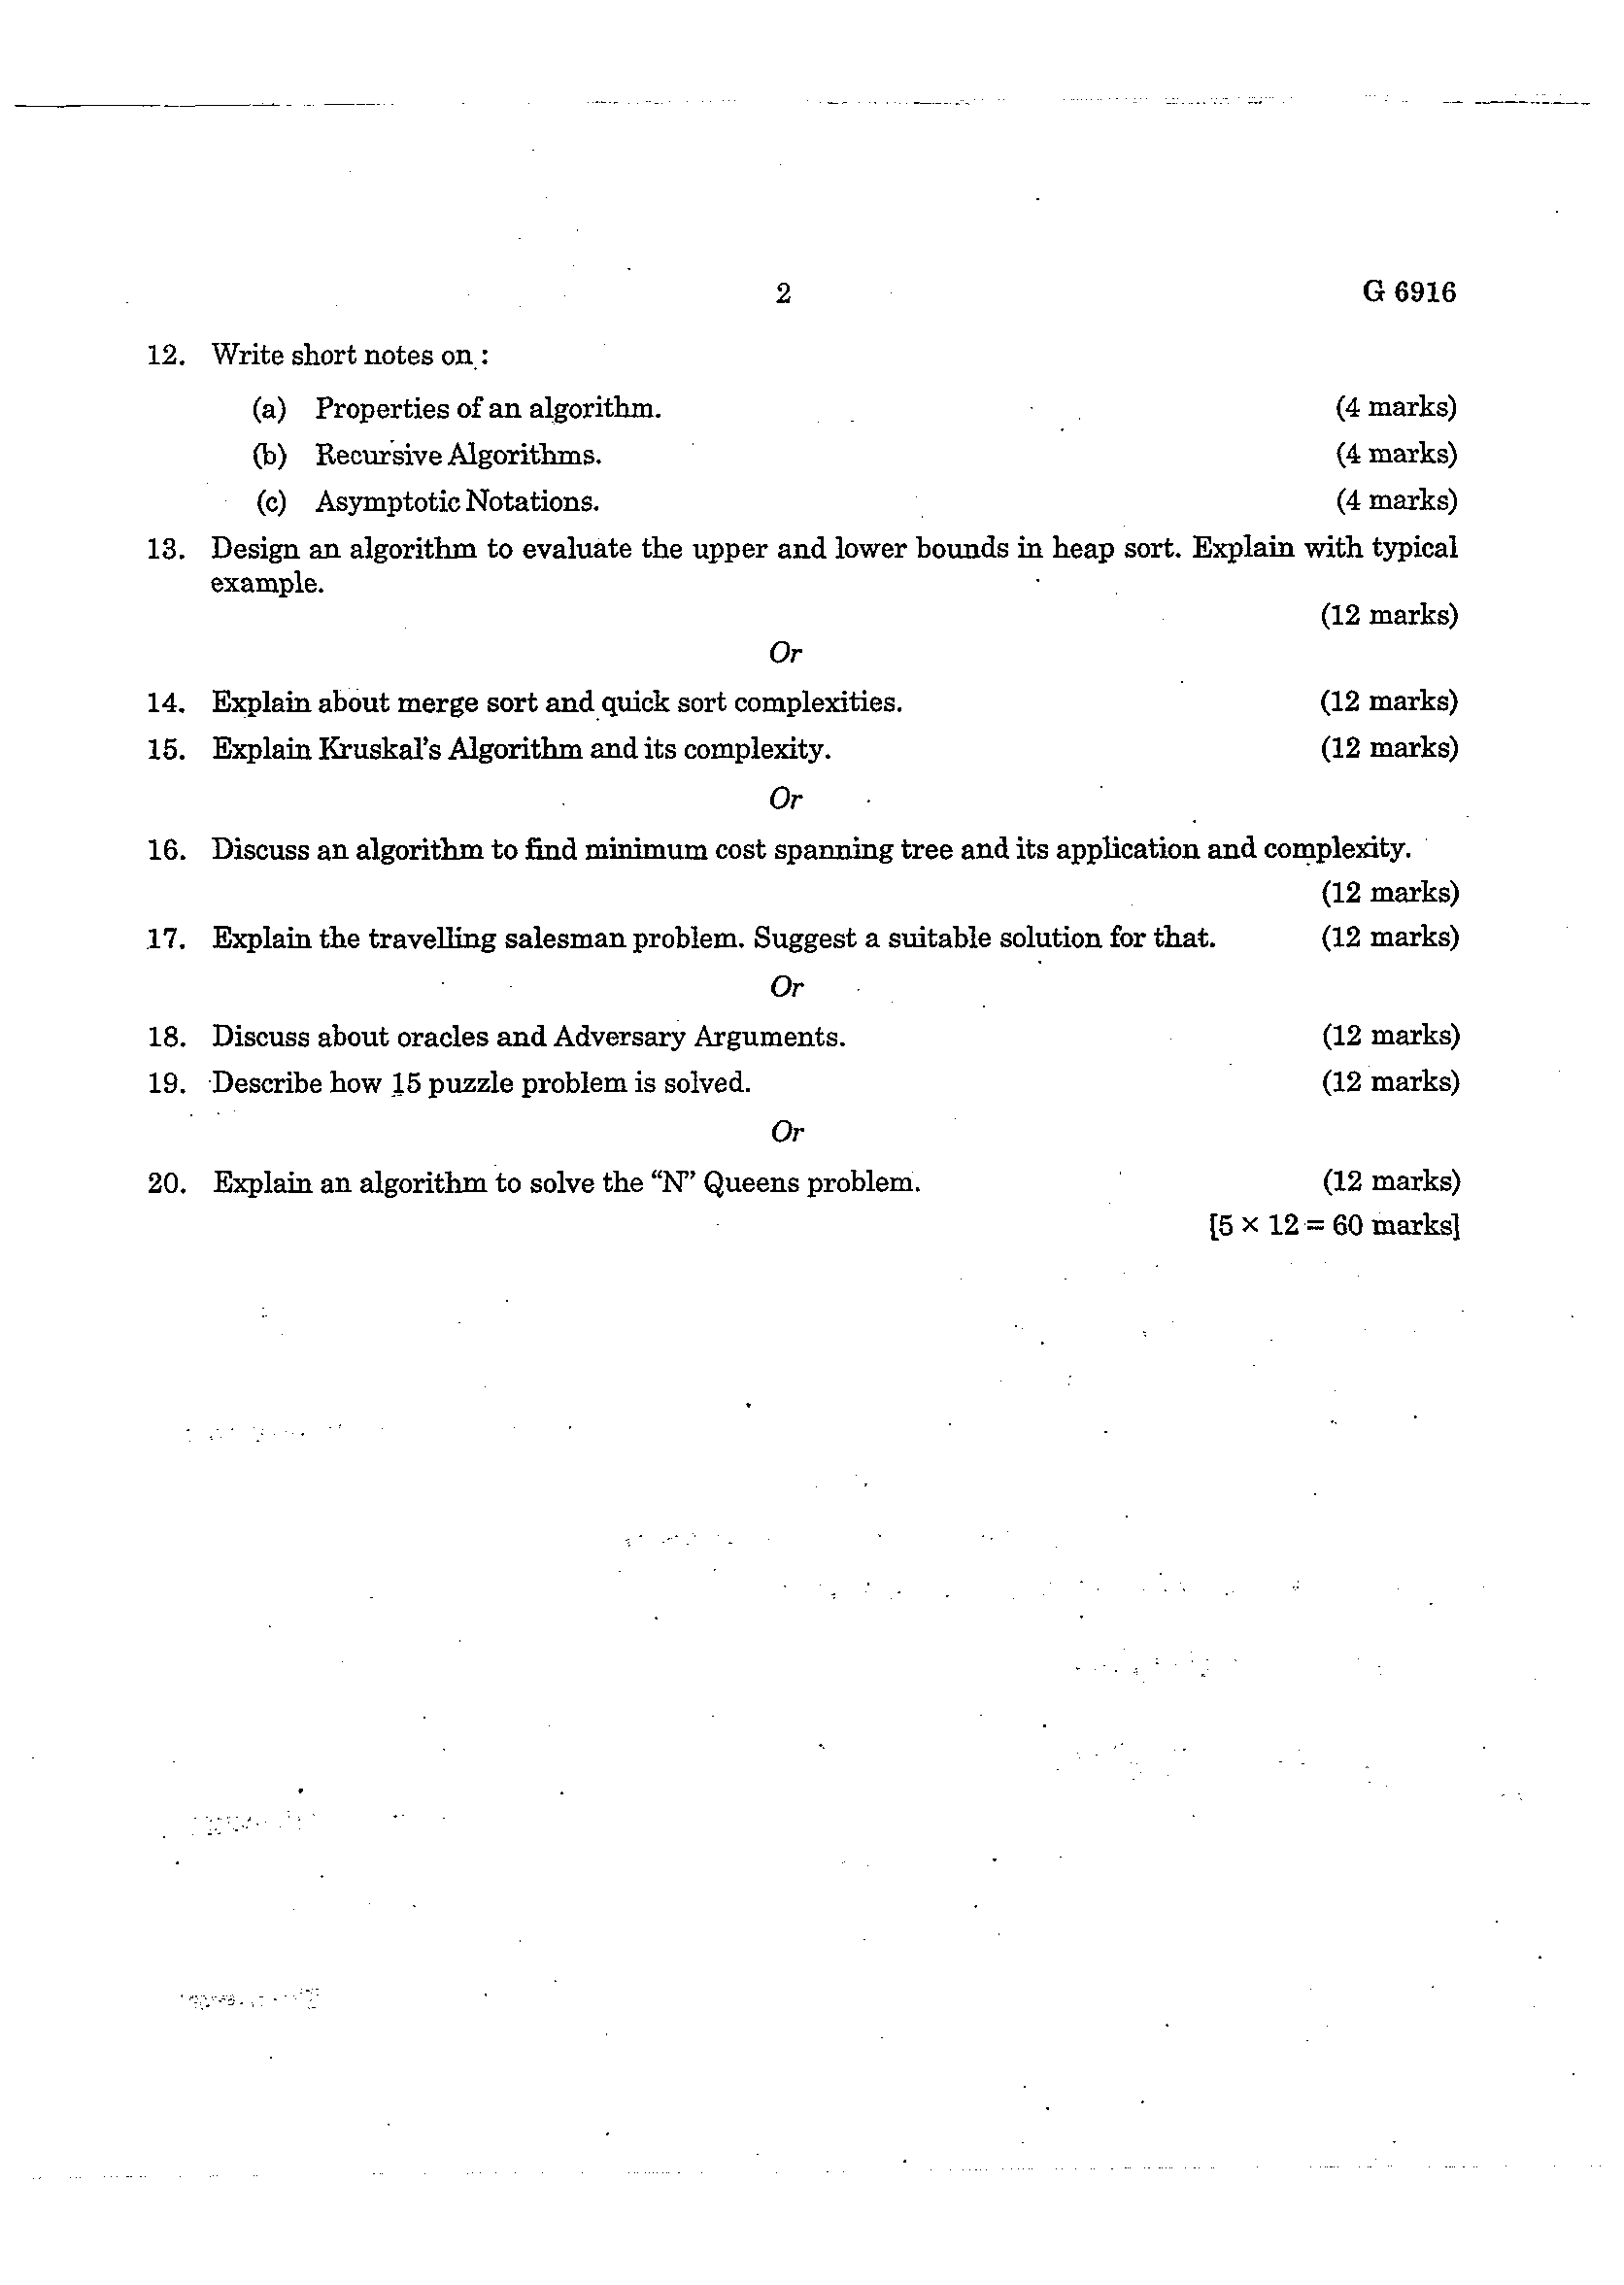 2
G 6916
12. Write short notes on :
(a) Properties of an algorithm. (4 marks)
(b) Recursive Algorithms. (4 marks)
(c) Asymptotic Notations. (4 marks)
13. Design an algorithm to evaluate the upper and lower bounds in heap sort. Explain with typical
example.
(12 marks)
Or
14. Explain about merge sort and quick sort complexities. (12 marks)
15. Explain Kruskal's Algorithm and its complexity. (12 marks)
Or
16. Discuss an algorithm to find minimum cost spanning tree and its application and complexity.
(12 marks)
17. Explain the travelling salesman problem. Suggest a suitable solution for that. (12 marks)
Or
18. Discuss about oracles and Adversary Arguments. (12 marks)
19. Describe how 15 puzzle problem is solved. (12 marks)
Or
20. Explain an algorithm to solve the “N” Queens problem. (12 marks)
[5 × 12 = 60 marks]